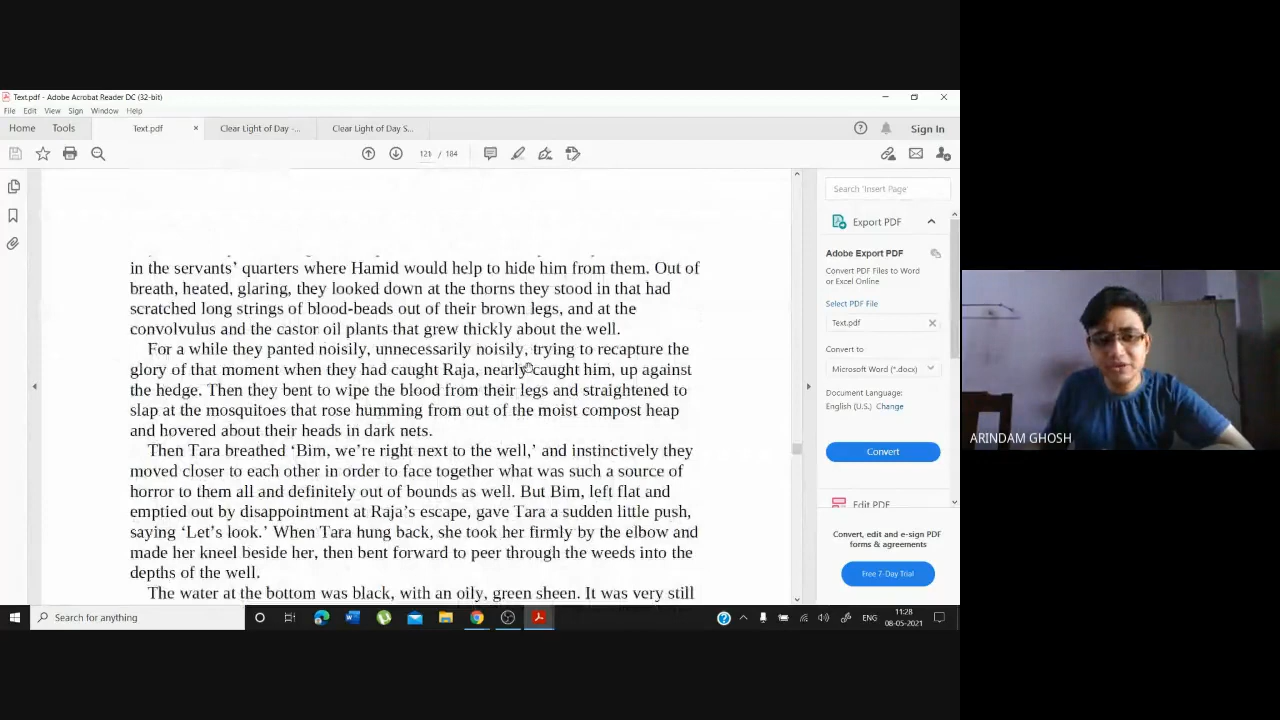 Text.pdf - Adobe Acrobat Reader DC (32-bit)
File Edit View Sign Window Help
Home Tools Text.pdf × Clear Light of Day -... Clear Light of Day S... Sign In
121 / 184
in the servants’ quarters where Hamid would help to hide him from them. Out of
breath, heated, glaring, they looked down at the thorns they stood in that had
scratched long strings of blood-beads out of their brown legs, and at the
convolvulus and the castor oil plants that grew thickly about the well.
For a while they panted noisily, unnecessarily noisily, trying to recapture the
glory of that moment when they had caught Raja, nearly caught him, up against
the hedge. Then they bent to wipe the blood from their legs and straightened to
slap at the mosquitoes that rose humming from out of the moist compost heap
and hovered about their heads in dark nets.
Then Tara breathed ‘Bim, we’re right next to the well,’ and instinctively they
moved closer to each other in order to face together what was such a source of
horror to them all and definitely out of bounds as well. But Bim, left flat and
emptied out by disappointment at Raja’s escape, gave Tara a sudden little push,
saying ‘Let’s look.’ When Tara hung back, she took her firmly by the elbow and
made her kneel beside her, then bent forward to peer through the weeds into the
depths of the well.
The water at the bottom was black, with an oily, green sheen. It was very still
Search 'Insert Page'
Export PDF
Adobe Export PDF
Convert PDF Files to Word
or Excel Online
Select PDF File
Text.pdf
Convert to
Microsoft Word (*.docx)
Document Language:
English (U.S.) Change
Convert
Edit PDF
Convert, edit and e-sign PDF
forms & agreements
Free 7-Day Trial
ARINDAM GHOSH
Search for anything
ENG
11:28
08-05-2021